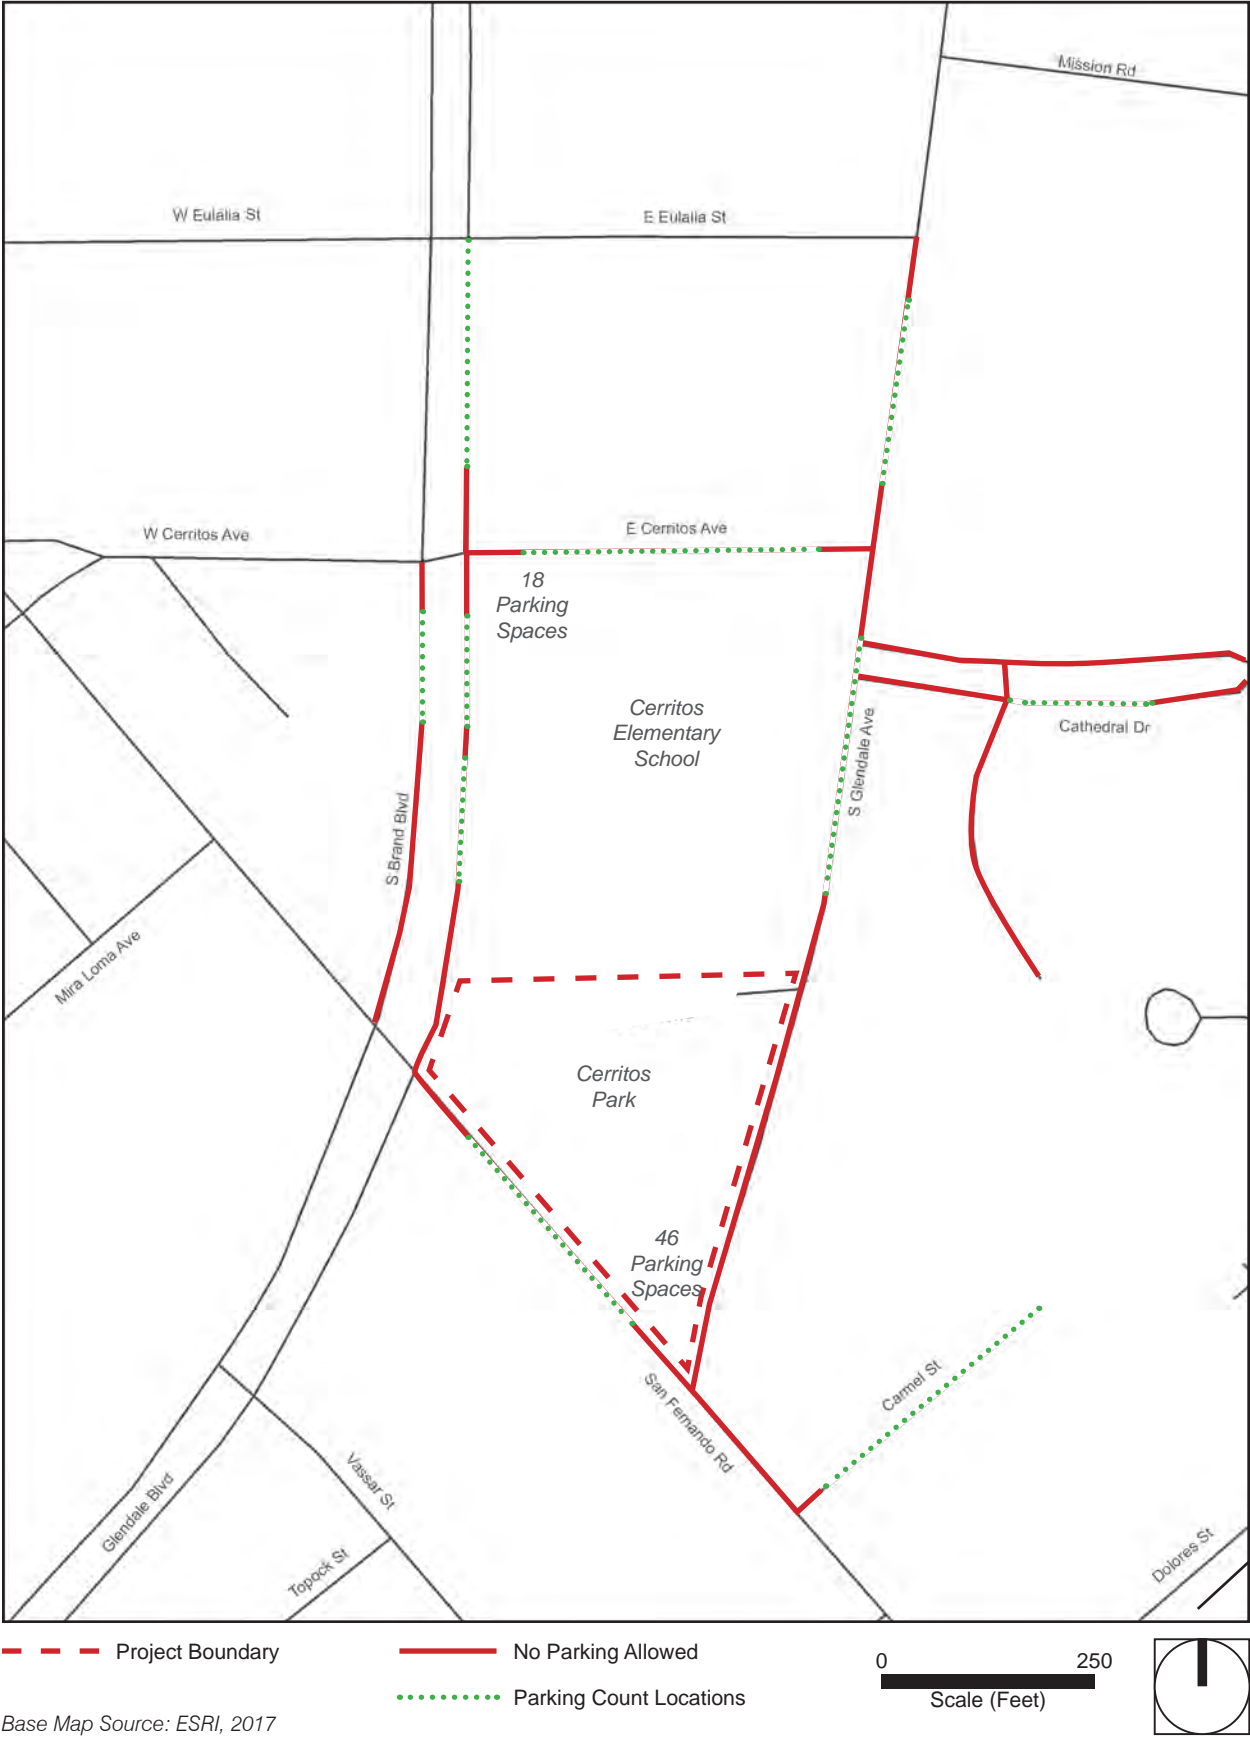 Mission Rd
W Eulalia St
E Eulalia St
W Cerritos Ave
E Cerritos Ave
18
Parking
Spaces
Cerritos
Elementary
School
S Glendale Ave
Cathedral Dr
S Brand Blvd
Mira Loma Ave
Cerritos
Park
46
Parking
Spaces
San Fernando Rd
Carmel St
Vassar St
Glendale Blvd
Topock St
Dolores St
Project Boundary
No Parking Allowed
Parking Count Locations
0 250
Scale (Feet)
Base Map Source: ESRI, 2017